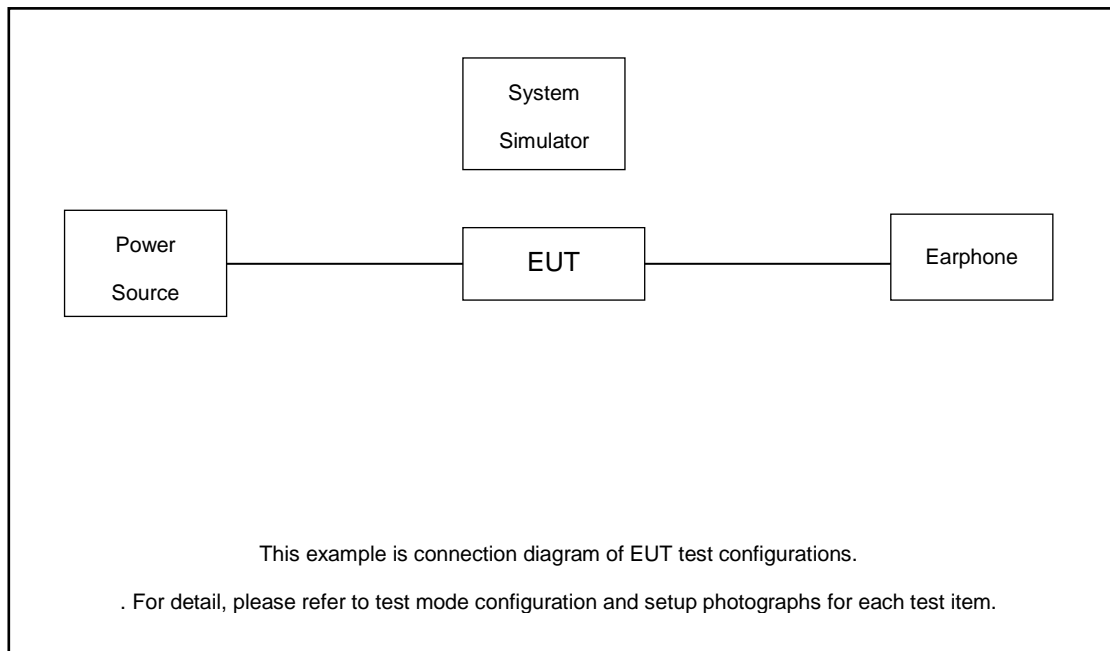 System
Simulator
Power
Source
EUT
Earphone
This example is connection diagram of EUT test configurations.
. For detail, please refer to test mode configuration and setup photographs for each test item.